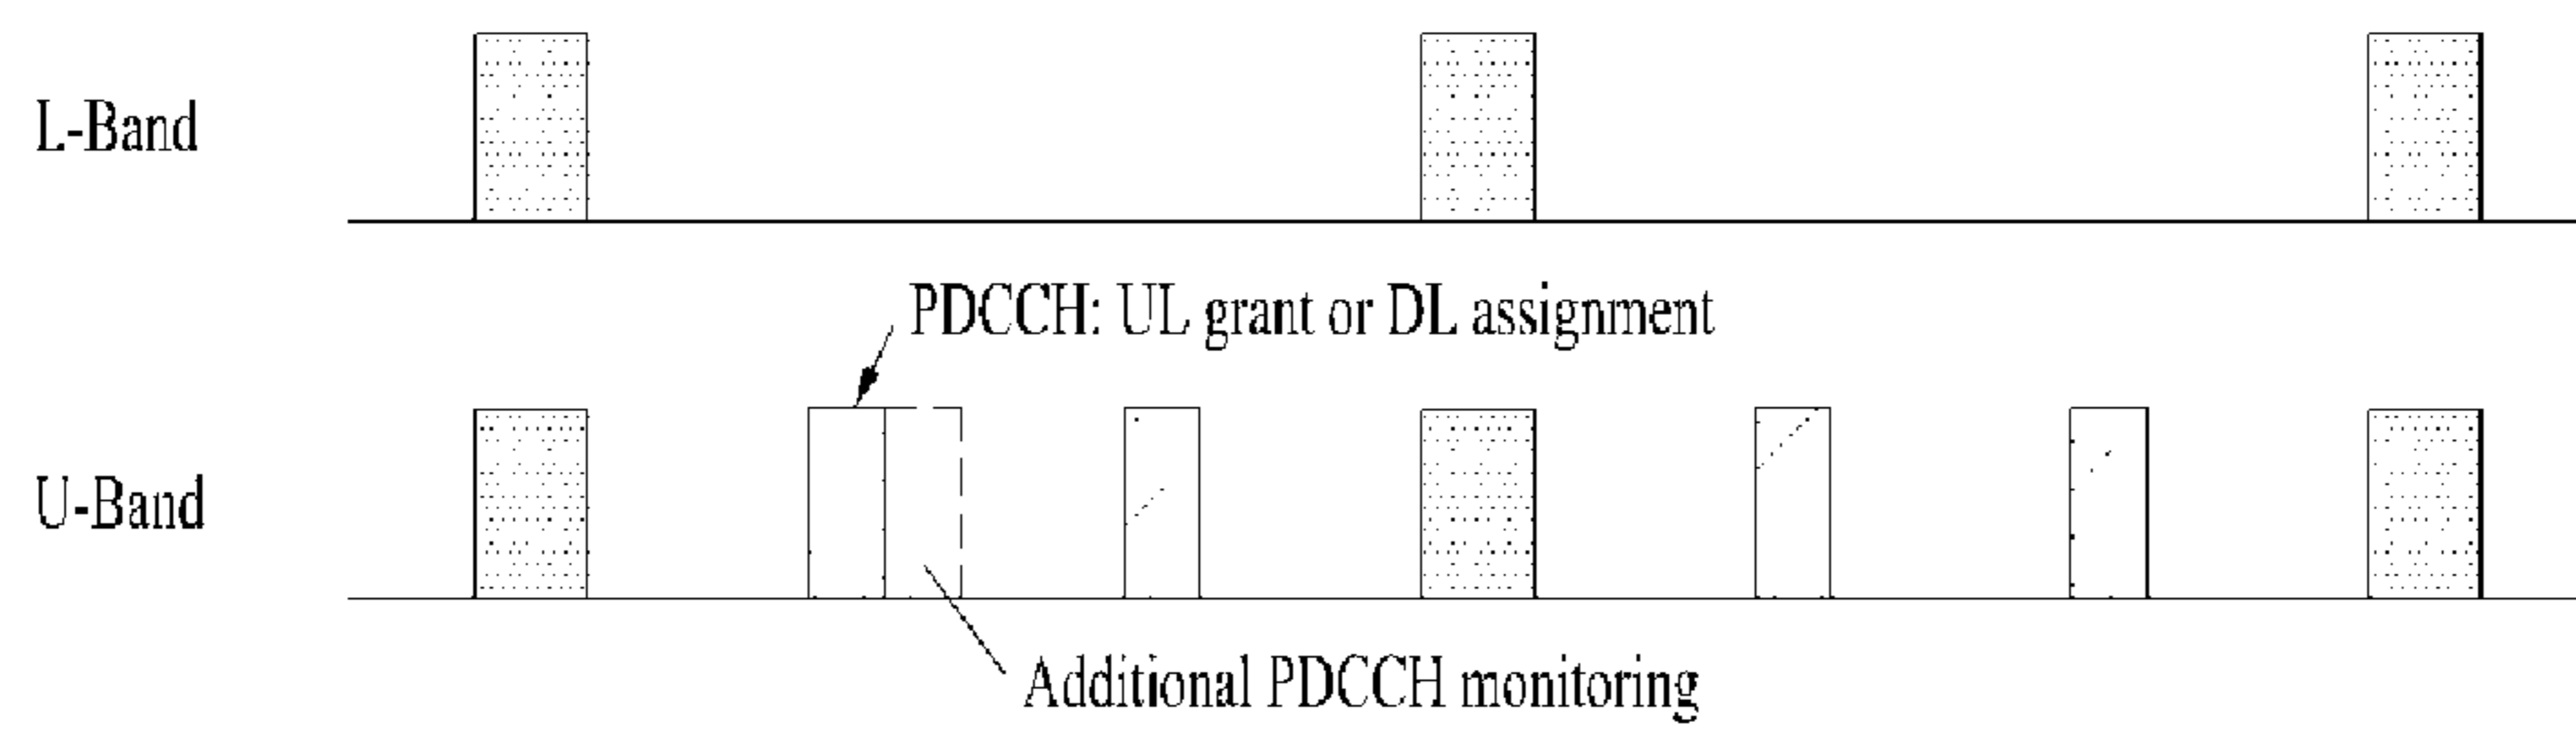 L-Band
PDCCH: UL grant or DL assignment
U-Band
Additional PDCCH monitoring